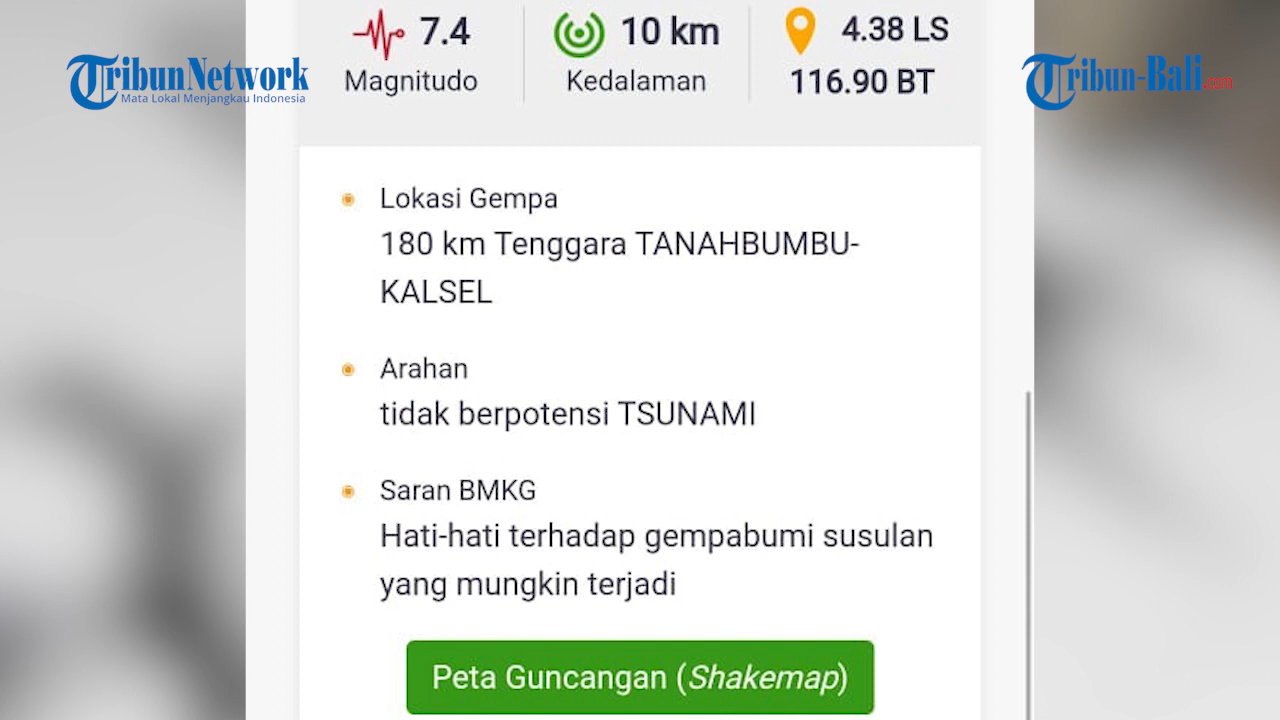 7.4
Magnitudo
10 km
Kedalaman
4.38 LS
116.90 BT
TribunNetwork
Mata Lokal Menjangkau Indonesia
Tribun-Bali.com
Lokasi Gempa
180 km Tenggara TANAHBUMBU-
KALSEL
Arahan
tidak berpotensi TSUNAMI
Saran BMKG
Hati-hati terhadap gempabumi susulan
yang mungkin terjadi
Peta Guncangan (Shakemap)